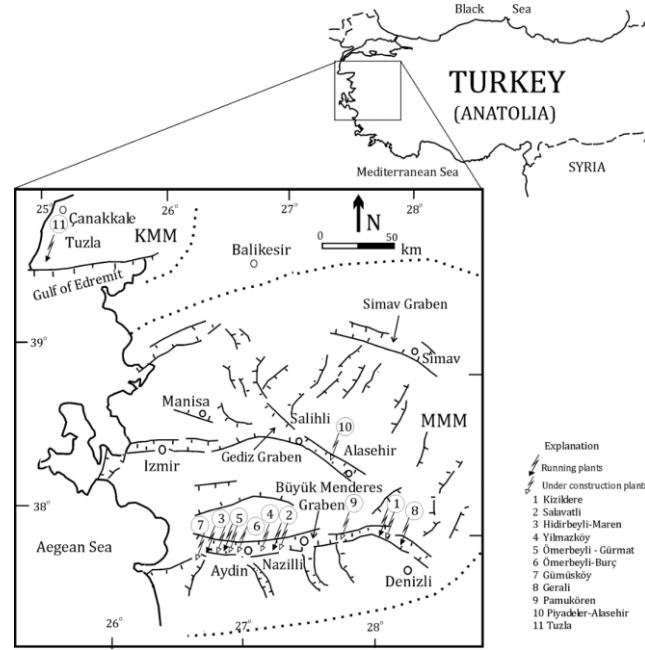 Black Sea
TURKEY
(ANATOLIA)
Mediterranean Sea
SYRIA
25 26 27 28
Çanakkale
11
Tuzla
KMM
N
0 50
km
Balikesir
Gulf of Edremit
Simav Graben
39
Simav
Manisa
Salihli
10
MMM
Alasehir
Izmir
Gediz Graben
Büyük Menderes
Graben
38
7 3 5 6 4 2 9 1 8
Aegean Sea
Aydin
Nazilli
Denizli
26 27 28
Explanation
Running plants
Under construction plants
1 Kizildere
2 Salavatli
3 Hidirbeyli-Maren
4 Yilmazköy
5 Ömerbeyli - Gürmat
6 Ömerbeyli-Burç
7 Gümüsköy
8 Gerali
9 Pamukören
10 Piyadeler-Alasehir
11 Tuzla